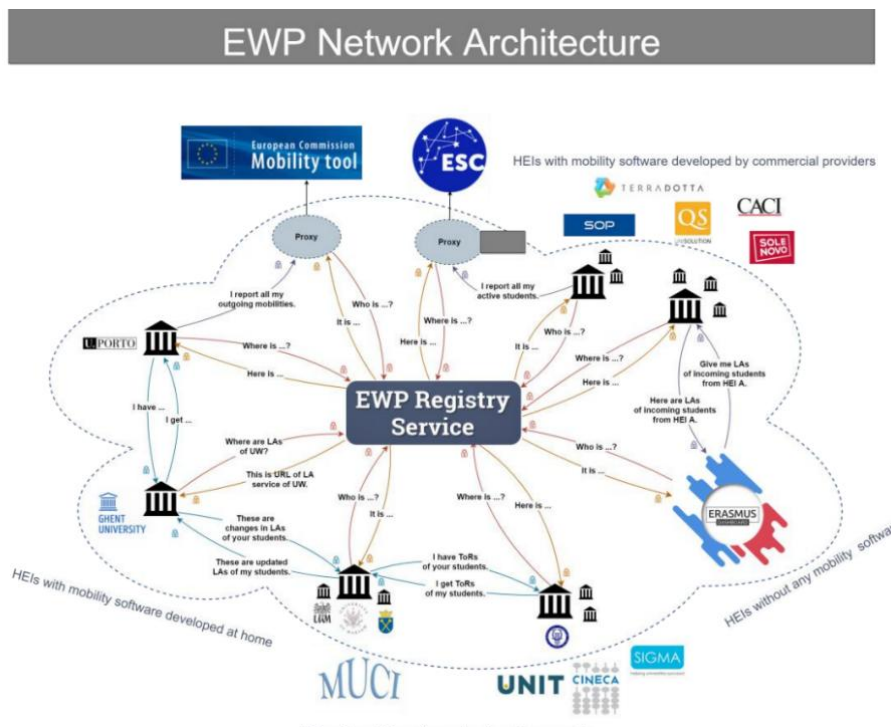 EWP Network Architecture
European Commission
Mobility tool
ESC
HEIs with mobility software developed by commercial providers
TERRADOTTA
SOP
QS
CACI
SOLE
NOVO
Proxy
Proxy
I report all my
outgoing mobilities.
Who is ...?
It is ...
Where is ...?
Here is ...
I report all my
active students.
Who is ...?
It is ...
Where is ...?
Here is ...
Give me LAs
of incoming students
from HEI A.
Here are LAs
of incoming students
from HEI A.
U.PORTO
Where is ...?
Here is ...
EWP Registry
Service
I have ...
I get ...
Where are LAs
of UW?
This is URL of LA
service of UW.
Who is ...?
It is ...
Who is ...?
It is ...
Where is ...?
Here is ...
GHENT
UNIVERSITY
These are
changes in LAs
of your students.
These are updated
LAs of my students.
I have ToRs
of your students.
I get ToRs
of my students.
ERASMUS
HEIs without any mobility software
HEIs with mobility software developed at home
MUCI
UNIT
CINECA
SIGMA